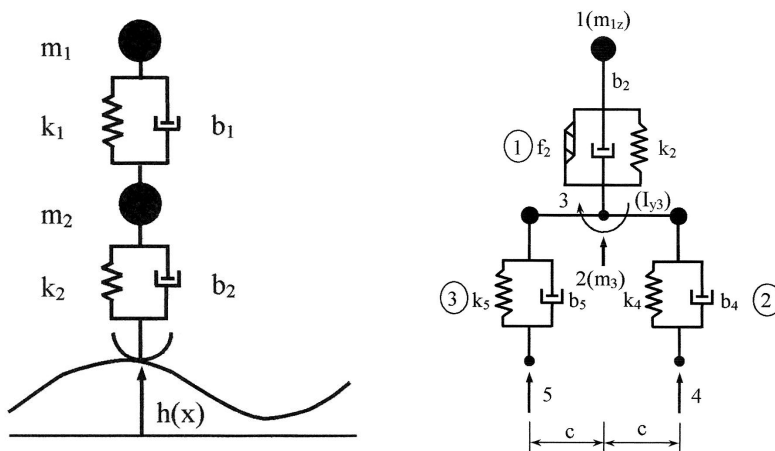 m₁
k₁
b₁
m₂
k₂
b₂
h(x)
1(m₁z)
b₂
1 f₂
k₂
3
(Iy3)
2(m₃)
3 k₅
b₅
k₄
b₄ 2
5
4
c
c